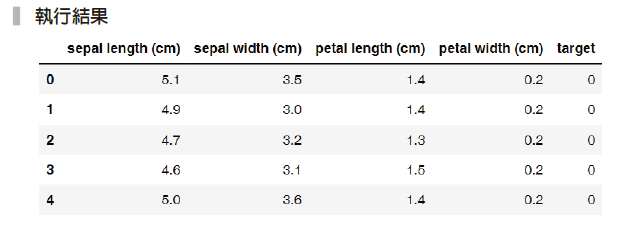 執行結果
sepal length (cm) sepal width (cm) petal length (cm) petal width (cm) target
0 5.1 3.5 1.4 0.2 0
1 4.9 3.0 1.4 0.2 0
2 4.7 3.2 1.3 0.2 0
3 4.6 3.1 1.5 0.2 0
4 5.0 3.6 1.4 0.2 0